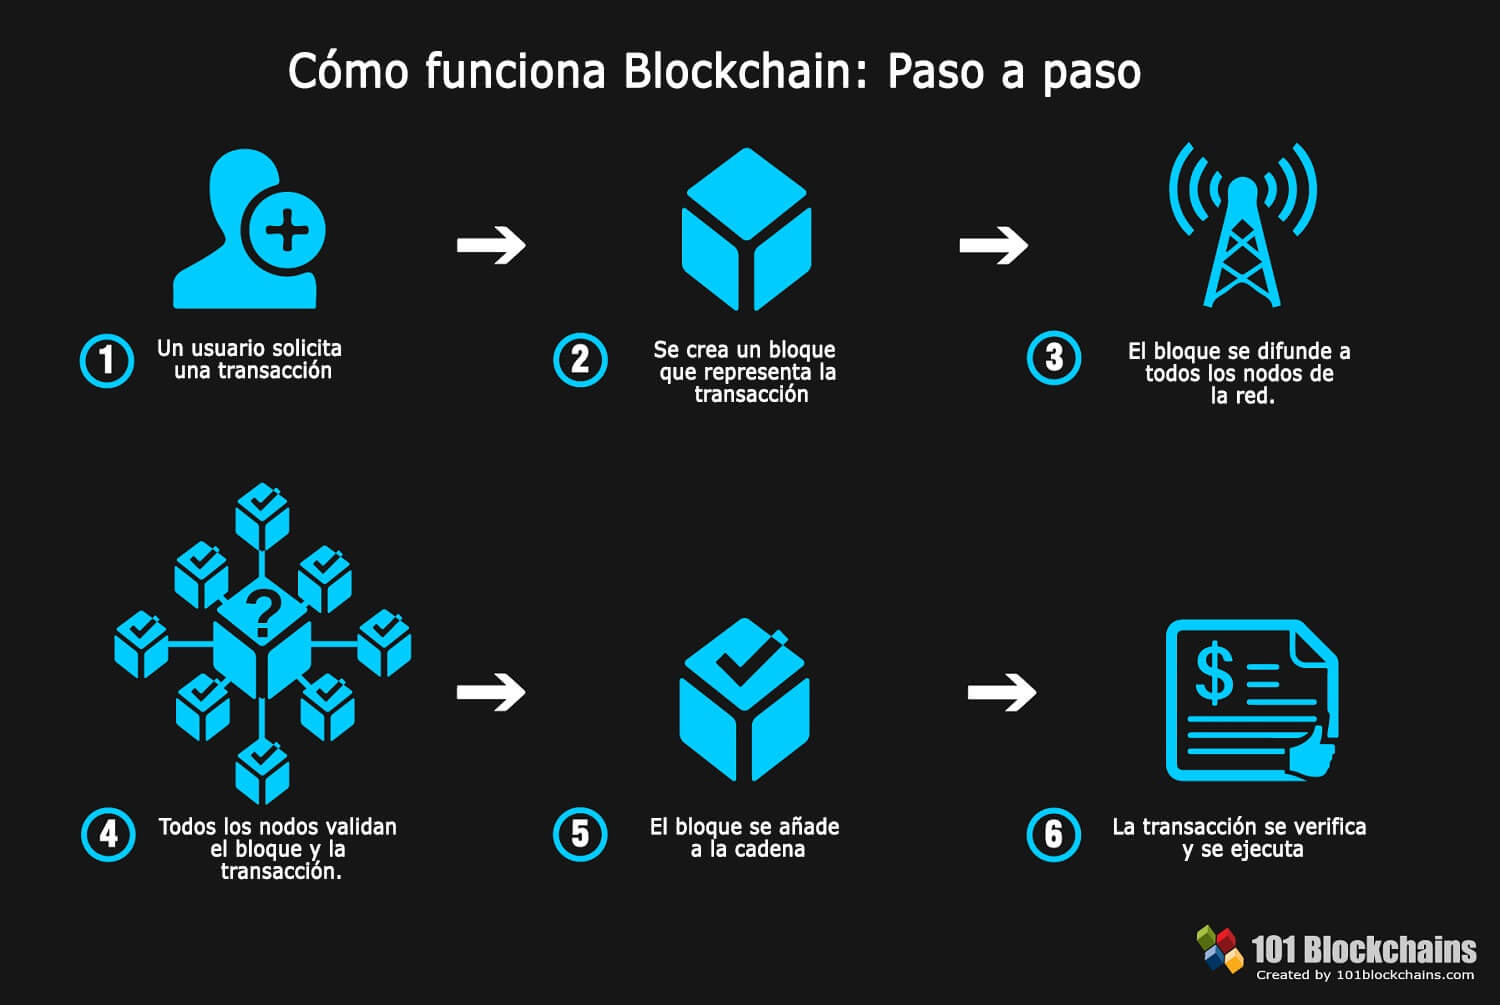 Cómo funciona Blockchain: Paso a paso
1
Un usuario solicita
una transacción
2
Se crea un bloque
que representa la
transacción
3
El bloque se difunde a
todos los nodos de
la red.
?
4
Todos los nodos validan
el bloque y la
transacción.
5
El bloque se añade
a la cadena
$
6
La transacción se verifica
y se ejecuta
101 Blockchains
Created by 101blockchains.com